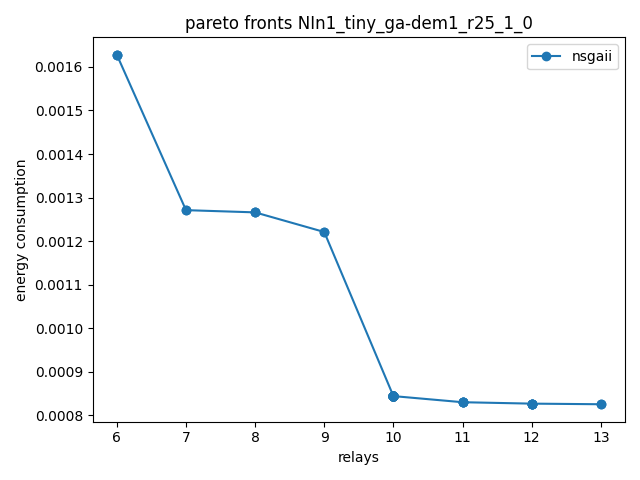 pareto fronts NIn1_tiny_ga-dem1_r25_1_0
nsgaii
energy consumption
0.0016
0.0015
0.0014
0.0013
0.0012
0.0011
0.0010
0.0009
0.0008
6 7 8 9 10 11 12 13
relays